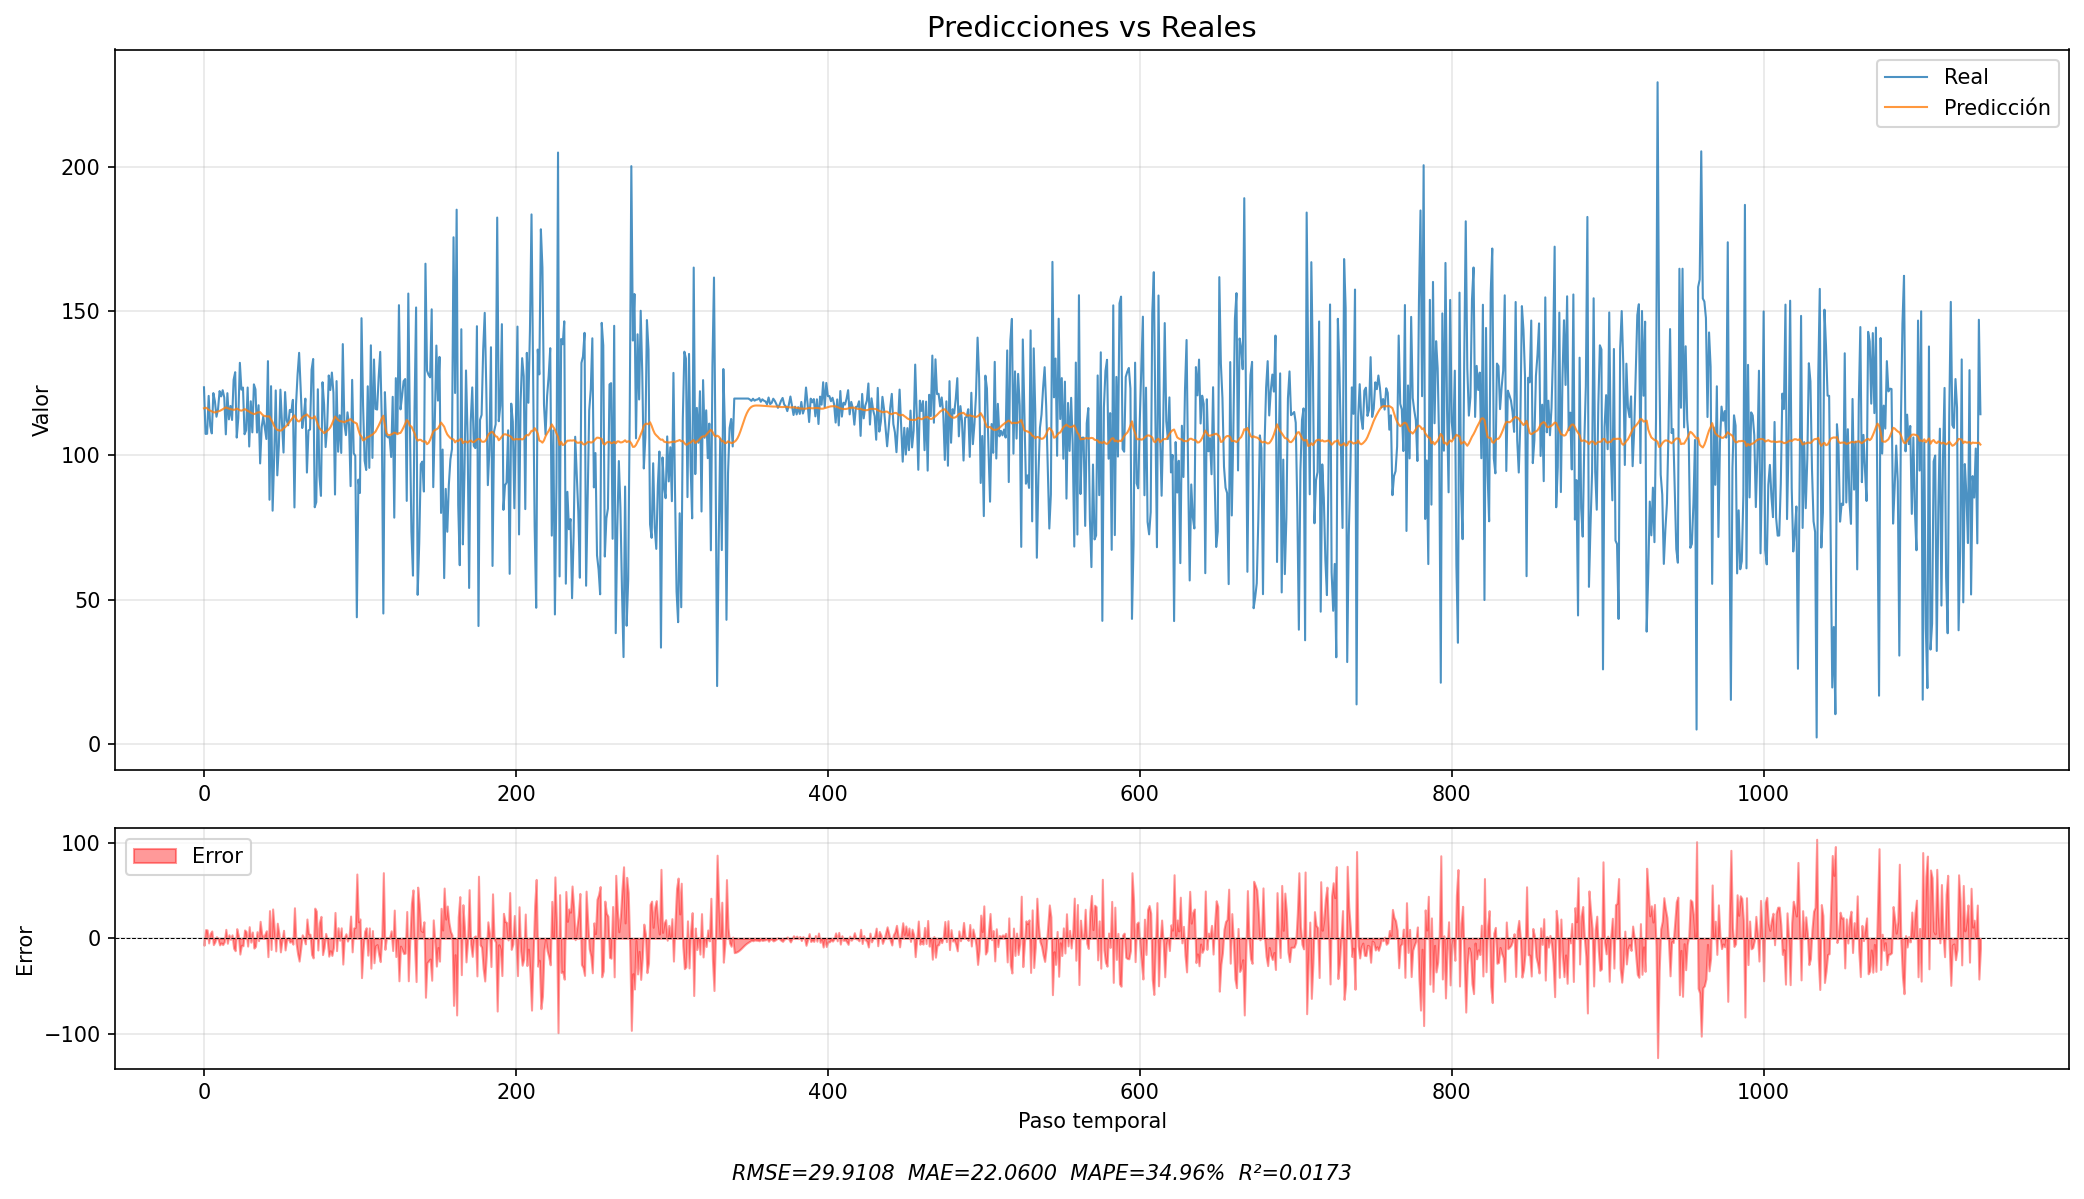 Predicciones vs Reales
Real
Predicción
Valor
200
150
100
50
0
0 200 400 600 800 1000
Error
Error
100
0
−100
0 200 400 600 800 1000
Paso temporal
RMSE=29.9108 MAE=22.0600 MAPE=34.96% R²=0.0173